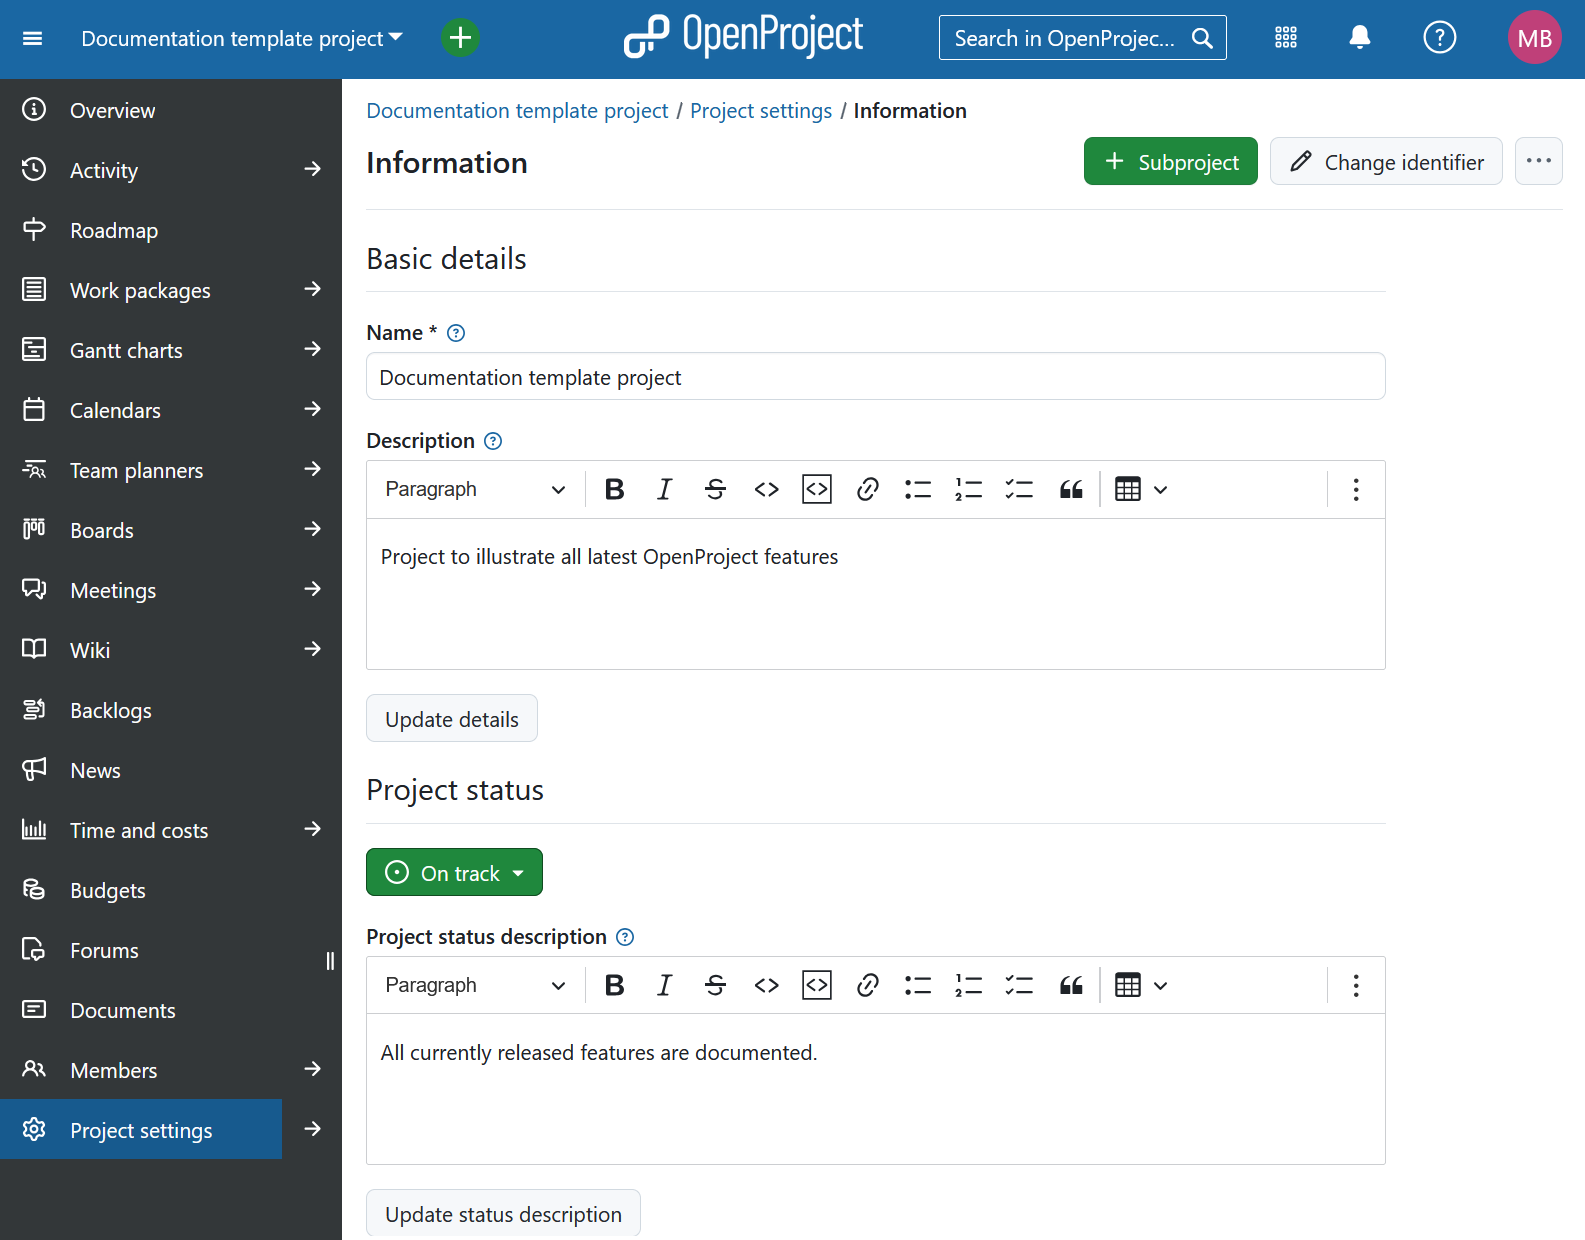 Documentation template project
OpenProject
Search in OpenProjec...
MB
Overview
Activity
Roadmap
Work packages
Gantt charts
Calendars
Team planners
Boards
Meetings
Wiki
Backlogs
News
Time and costs
Budgets
Forums
Documents
Members
Project settings
Documentation template project / Project settings / Information
Information
Subproject
Change identifier
Basic details
Name *
Documentation template project
Description
Paragraph
Project to illustrate all latest OpenProject features
Update details
Project status
On track
Project status description
Paragraph
All currently released features are documented.
Update status description